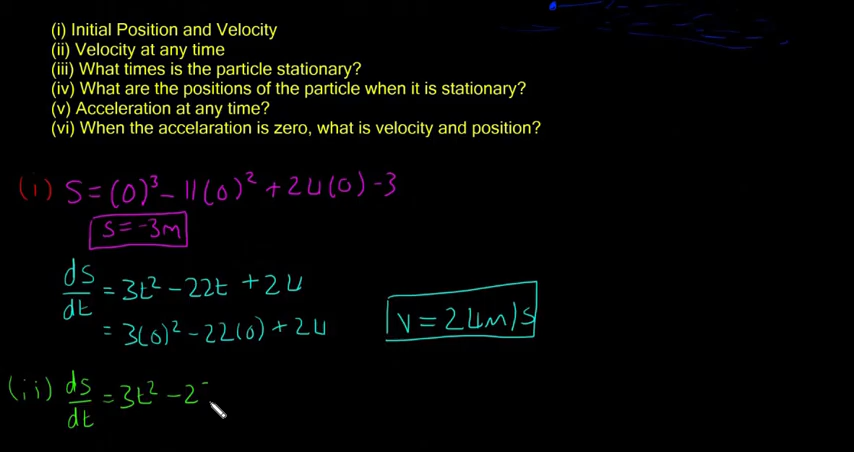 (i) Initial Position and Velocity
(ii) Velocity at any time
(iii) What times is the particle stationary?
(iv) What are the positions of the particle when it is stationary?
(v) Acceleration at any time?
(vi) When the accelaration is zero, what is velocity and position?
(i) S = (0)³ - 11(0)² + 24(0) - 3
S = -3m
ds/dt = 3t² - 22t + 24
= 3(0)² - 22(0) + 24
V = 24m/s
(ii) ds/dt = 3t² - 2